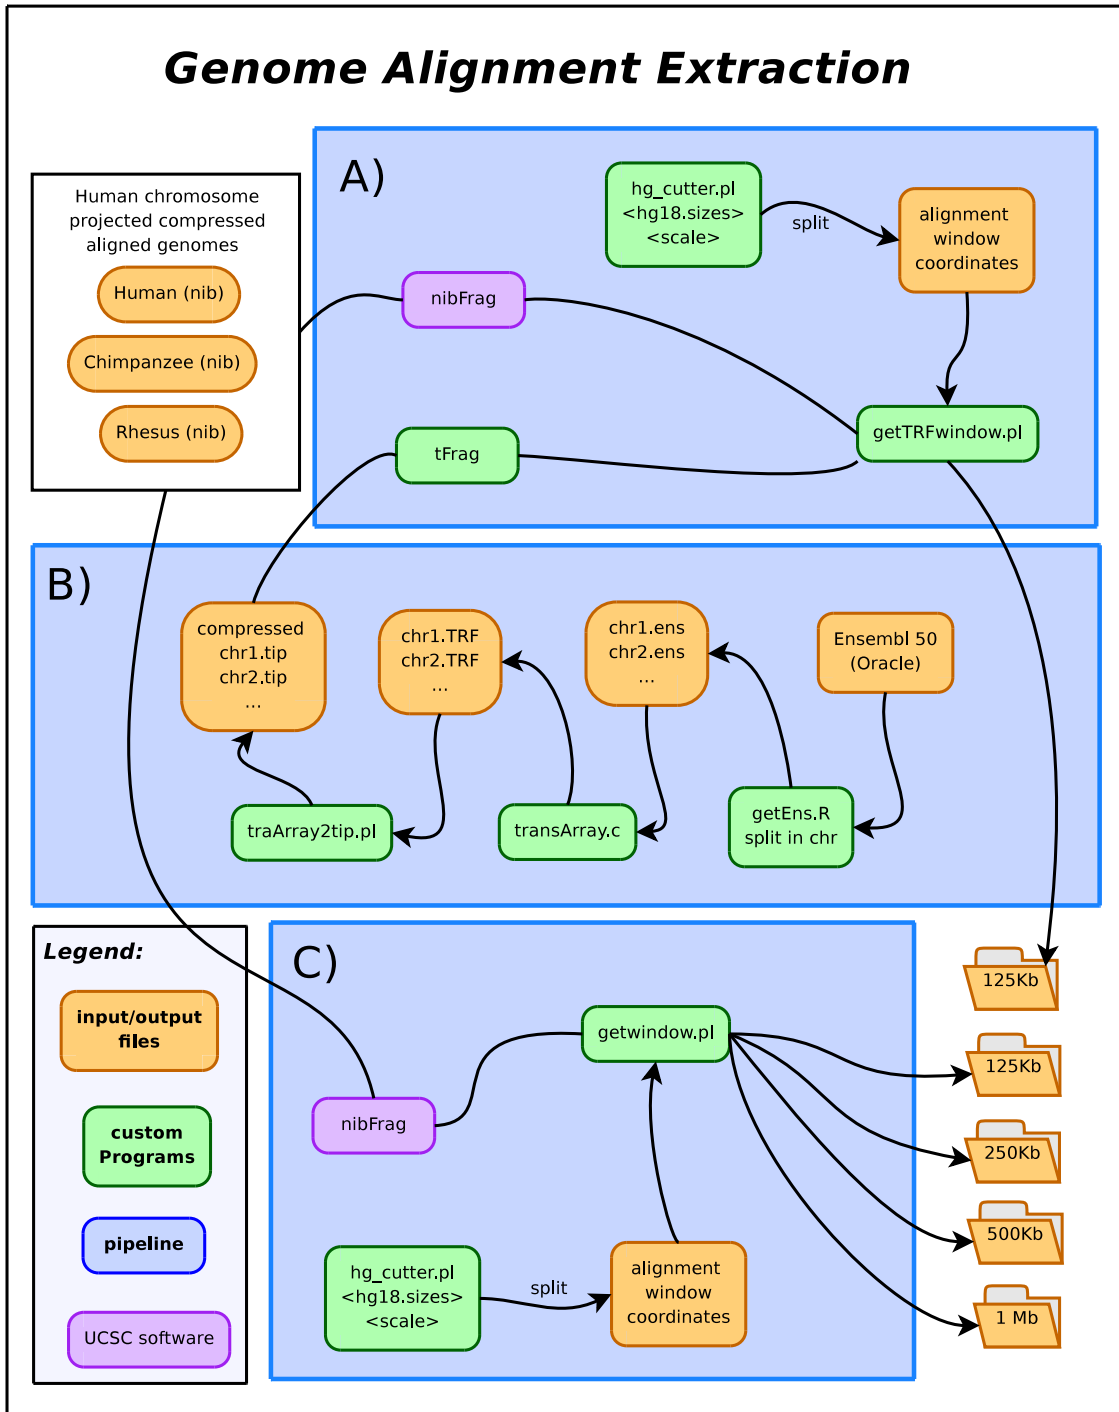 Genome Alignment Extraction
Human chromosome
projected compressed
aligned genomes
Human (nib)
Chimpanzee (nib)
Rhesus (nib)
A)
hg_cutter.pl
<hg18.sizes>
<scale>
split
alignment
window
coordinates
nibFrag
tFrag
getTRFwindow.pl
B)
compressed
chr1.tip
chr2.tip
...
chr1.TRF
chr2.TRF
...
chr1.ens
chr2.ens
...
Ensembl 50
(Oracle)
traArray2tip.pl
transArray.c
getEns.R
split in chr
Legend:
input/output
files
custom
Programs
pipeline
UCSC software
C)
getwindow.pl
nibFrag
hg_cutter.pl
<hg18.sizes>
<scale>
split
alignment
window
coordinates
125Kb
125Kb
250Kb
500Kb
1 Mb